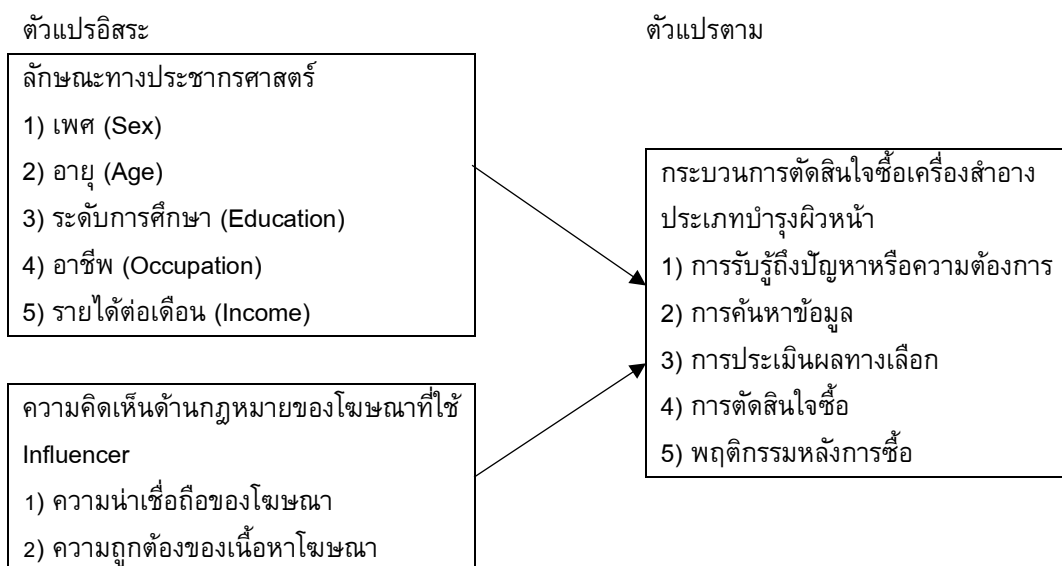 ตัวแปรอิสระ
ตัวแปรตาม
ลักษณะทางประชากรศาสตร์
1) เพศ (Sex)
2) อายุ (Age)
3) ระดับการศึกษา (Education)
4) อาชีพ (Occupation)
5) รายได้ต่อเดือน (Income)
ความคิดเห็นด้านกฎหมายของโฆษณาที่ใช้
Influencer
1) ความน่าเชื่อถือของโฆษณา
2) ความถูกต้องของเนื้อหาโฆษณา
กระบวนการตัดสินใจซื้อเครื่องสำอาง
ประเภทบำรุงผิวหน้า
1) การรับรู้ถึงปัญหาหรือความต้องการ
2) การค้นหาข้อมูล
3) การประเมินผลทางเลือก
4) การตัดสินใจซื้อ
5) พฤติกรรมหลังการซื้อ